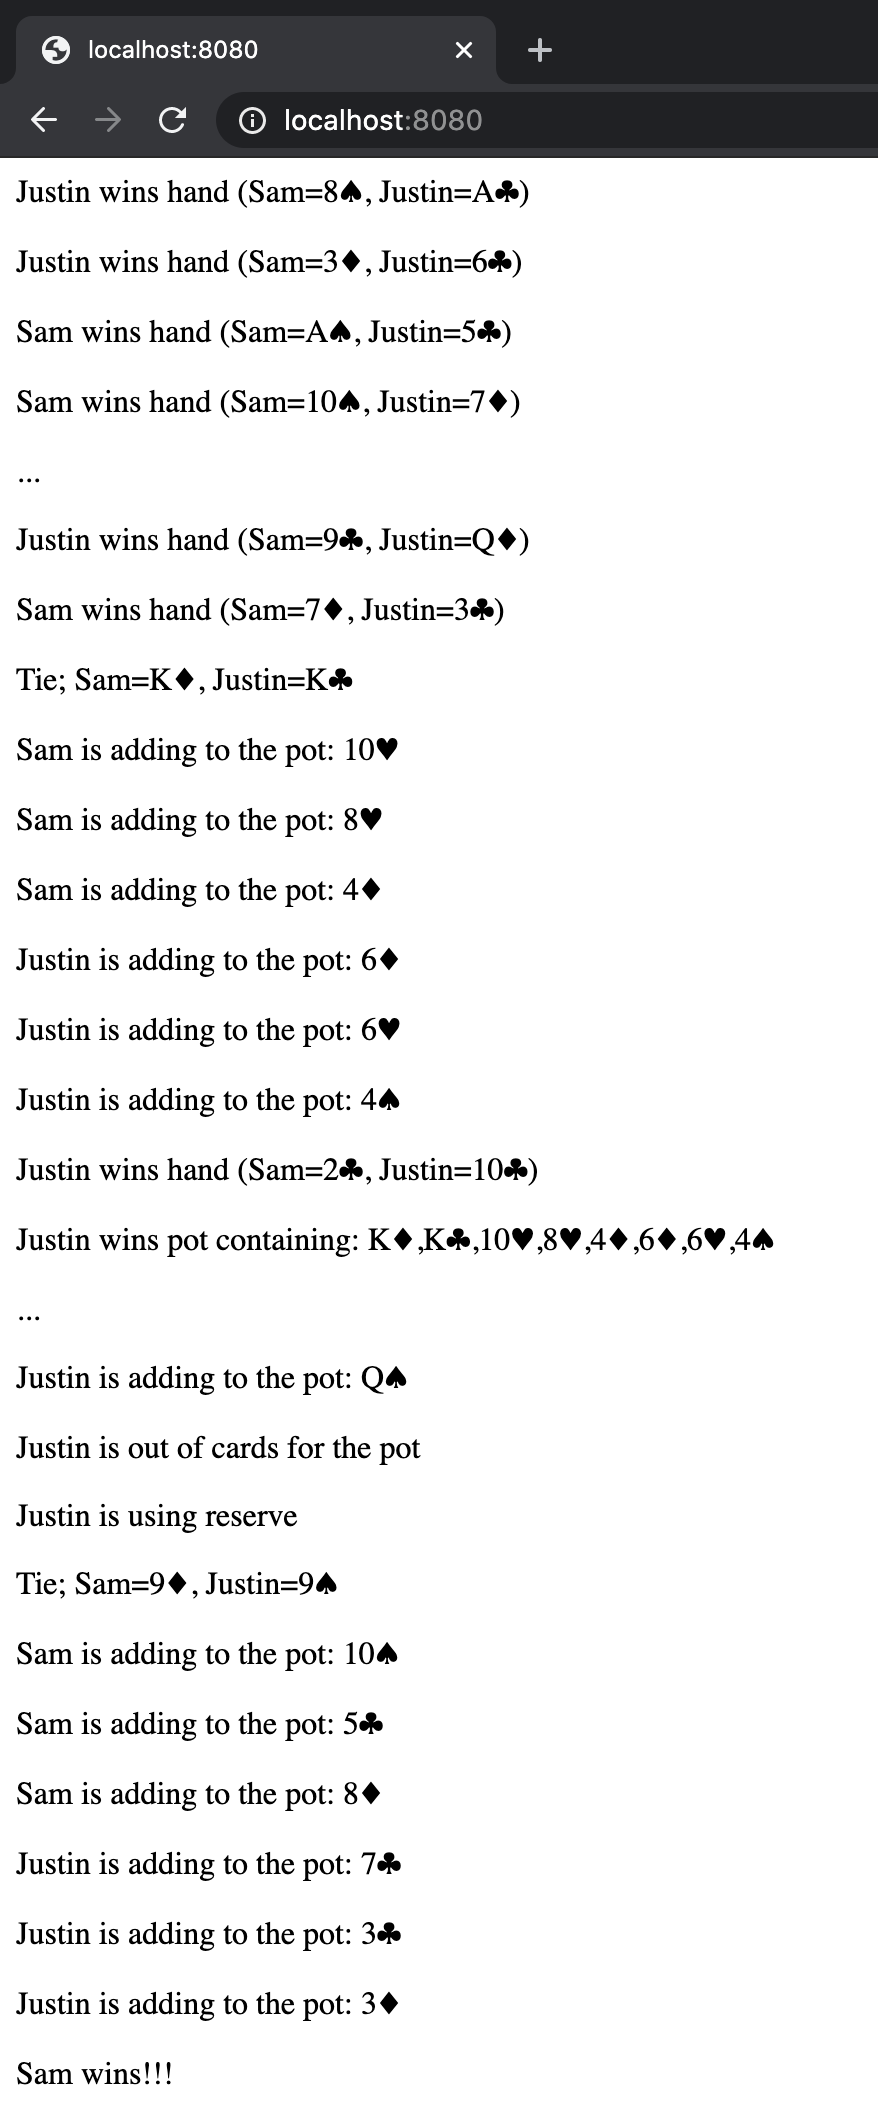 localhost:8080
localhost:8080
Justin wins hand (Sam=8♠, Justin=A♣)
Justin wins hand (Sam=3♦, Justin=6♣)
Sam wins hand (Sam=A♠, Justin=5♣)
Sam wins hand (Sam=10♠, Justin=7♦)
...
Justin wins hand (Sam=9♣, Justin=Q♦)
Sam wins hand (Sam=7♦, Justin=3♣)
Tie; Sam=K♦, Justin=K♣
Sam is adding to the pot: 10♥
Sam is adding to the pot: 8♥
Sam is adding to the pot: 4♦
Justin is adding to the pot: 6♦
Justin is adding to the pot: 6♥
Justin is adding to the pot: 4♠
Justin wins hand (Sam=2♣, Justin=10♣)
Justin wins pot containing: K♦,K♣,10♥,8♥,4♦,6♦,6♥,4♠
...
Justin is adding to the pot: Q♠
Justin is out of cards for the pot
Justin is using reserve
Tie; Sam=9♦, Justin=9♠
Sam is adding to the pot: 10♠
Sam is adding to the pot: 5♣
Sam is adding to the pot: 8♦
Justin is adding to the pot: 7♣
Justin is adding to the pot: 3♣
Justin is adding to the pot: 3♦
Sam wins!!!